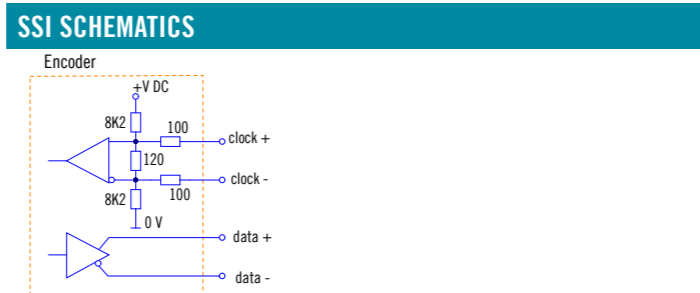 SSI SCHEMATICS
Encoder
+V DC
8K2
100
clock +
120
clock -
8K2
100
0 V
data +
data -